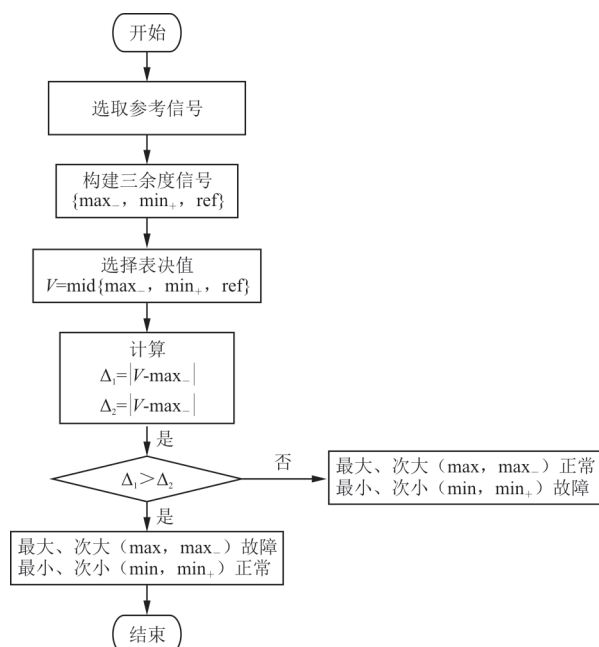 开始
选取参考信号
构建三余度信号
{max₋，min₊，ref}
选择表决值
V=mid{max₋，min₊，ref}
计算
Δ₁=|V-max₋|
Δ₂=|V-max₋|
是
Δ₁＞Δ₂
否
最大、次大（max，max₋）正常
最小、次小（min，min₊）故障
是
最大、次大（max，max₋）故障
最小、次小（min，min₊）正常
结束